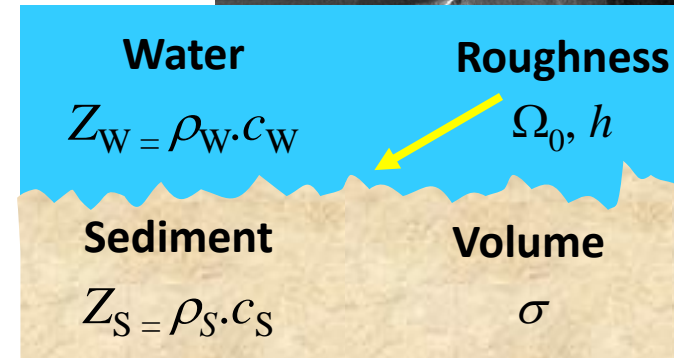 Water
Z_W = ρ_W.c_W
Roughness
Ω_0, h
Sediment
Z_S = ρ_S.c_S
Volume
σ